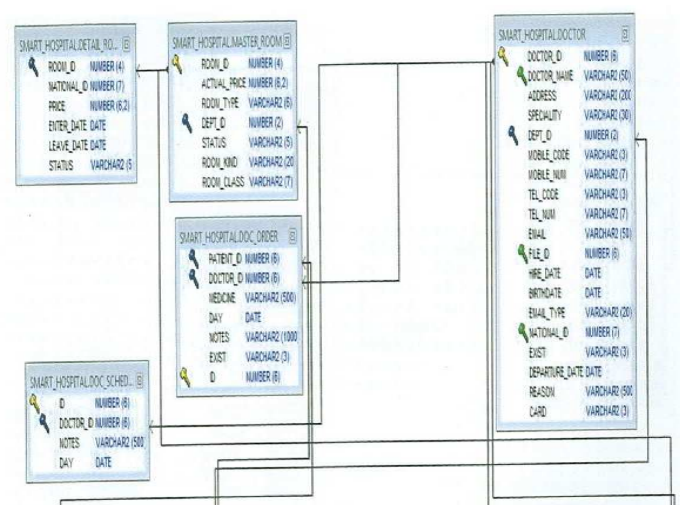 SMART_HOSPITAL.DETAIL_RO...
ROOM_ID NUMBER (4)
NATIONAL_ID NUMBER (7)
PRICE NUMBER (6,2)
ENTER_DATE DATE
LEAVE_DATE DATE
STATUS VARCHAR2 (5
SMART_HOSPITAL.MASTER_ROOM
ROOM_ID NUMBER (4)
ACTUAL_PRICE NUMBER (6,2)
ROOM_TYPE VARCHAR2 (6)
DEPT_ID NUMBER (2)
STATUS VARCHAR2 (5)
ROOM_KIND VARCHAR2 (20
ROOM_CLASS VARCHAR2 (7)
SMART_HOSPITAL.DOC_ORDER
PATIENT_ID NUMBER (6)
DOCTOR_ID NUMBER (6)
MEDICINE VARCHAR2 (500)
DAY DATE
NOTES VARCHAR2 (1000
EXIST VARCHAR2 (3)
ID NUMBER (6)
SMART_HOSPITAL.DOC_SCHED...
ID NUMBER (6)
DOCTOR_ID NUMBER (6)
NOTES VARCHAR2 (500
DAY DATE
SMART_HOSPITAL.DOCTOR
DOCTOR_ID NUMBER (6)
DOCTOR_NAME VARCHAR2 (50)
ADDRESS VARCHAR2 (200
SPECIALITY VARCHAR2 (30)
DEPT_ID NUMBER (2)
MOBILE_CODE VARCHAR2 (3)
MOBILE_NUM VARCHAR2 (7)
TEL_CODE VARCHAR2 (3)
TEL_NUM VARCHAR2 (7)
EMAIL VARCHAR2 (50)
FILE_ID NUMBER (6)
HIRE_DATE DATE
BIRTHDATE DATE
EMAIL_TYPE VARCHAR2 (20)
NATIONAL_ID NUMBER (7)
EXIST VARCHAR2 (3)
DEPARTURE_DATE DATE
REASON VARCHAR2 (500
CARD VARCHAR2 (3)